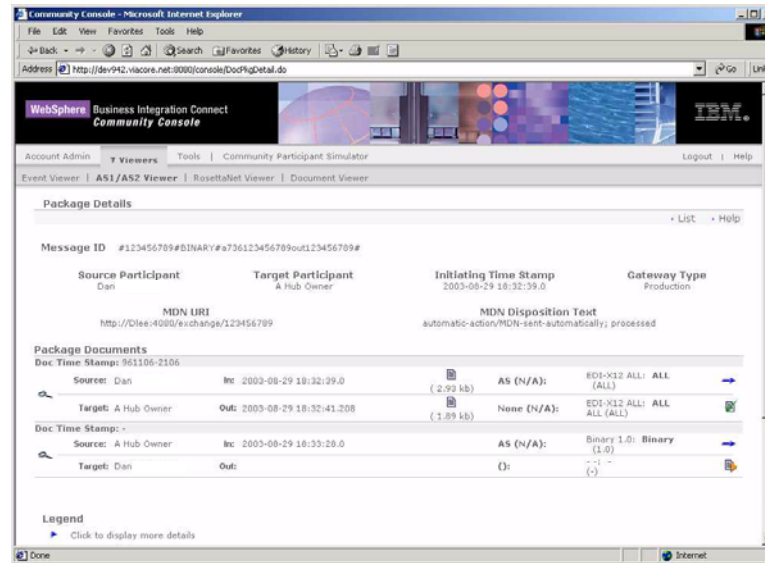 Community Console - Microsoft Internet Explorer
File Edit View Favorites Tools Help
Back Search Favorites History
Address http://dev942.viacore.net:8080/console/DocPkgDetail.do Go Link
WebSphere Business Integration Connect
Community Console
IBM.
Account Admin Viewers Tools | Community Participant Simulator Logout | Help
Event Viewer | AS1/AS2 Viewer | RosettaNet Viewer | Document Viewer
Package Details
List Help
Message ID #123456789#BINARY#a736123456789out123456789#
Source Participant Target Participant Initiating Time Stamp Gateway Type
Dan A Hub Owner 2003-08-29 18:32:39.0 Production
MDN URI MDN Disposition Text
http://Dlee:4080/exchange/123456789 automatic-action/MDN-sent-automatically; processed
Package Documents
Doc Time Stamp: 961106-2106
Source: Dan In: 2003-08-29 18:32:39.0 ( 2.93 kb) AS (N/A): EDI-X12 ALL: ALL (ALL)
Target: A Hub Owner Out: 2003-08-29 18:32:41.208 ( 1.89 kb) None (N/A): EDI-X12 ALL: ALL ALL (ALL)
Doc Time Stamp: -
Source: A Hub Owner In: 2003-08-29 18:33:28.0 AS (N/A): Binary 1.0: Binary (1.0)
Target: Dan Out: (): - -: - (-)
Legend
Click to display more details
Done Internet